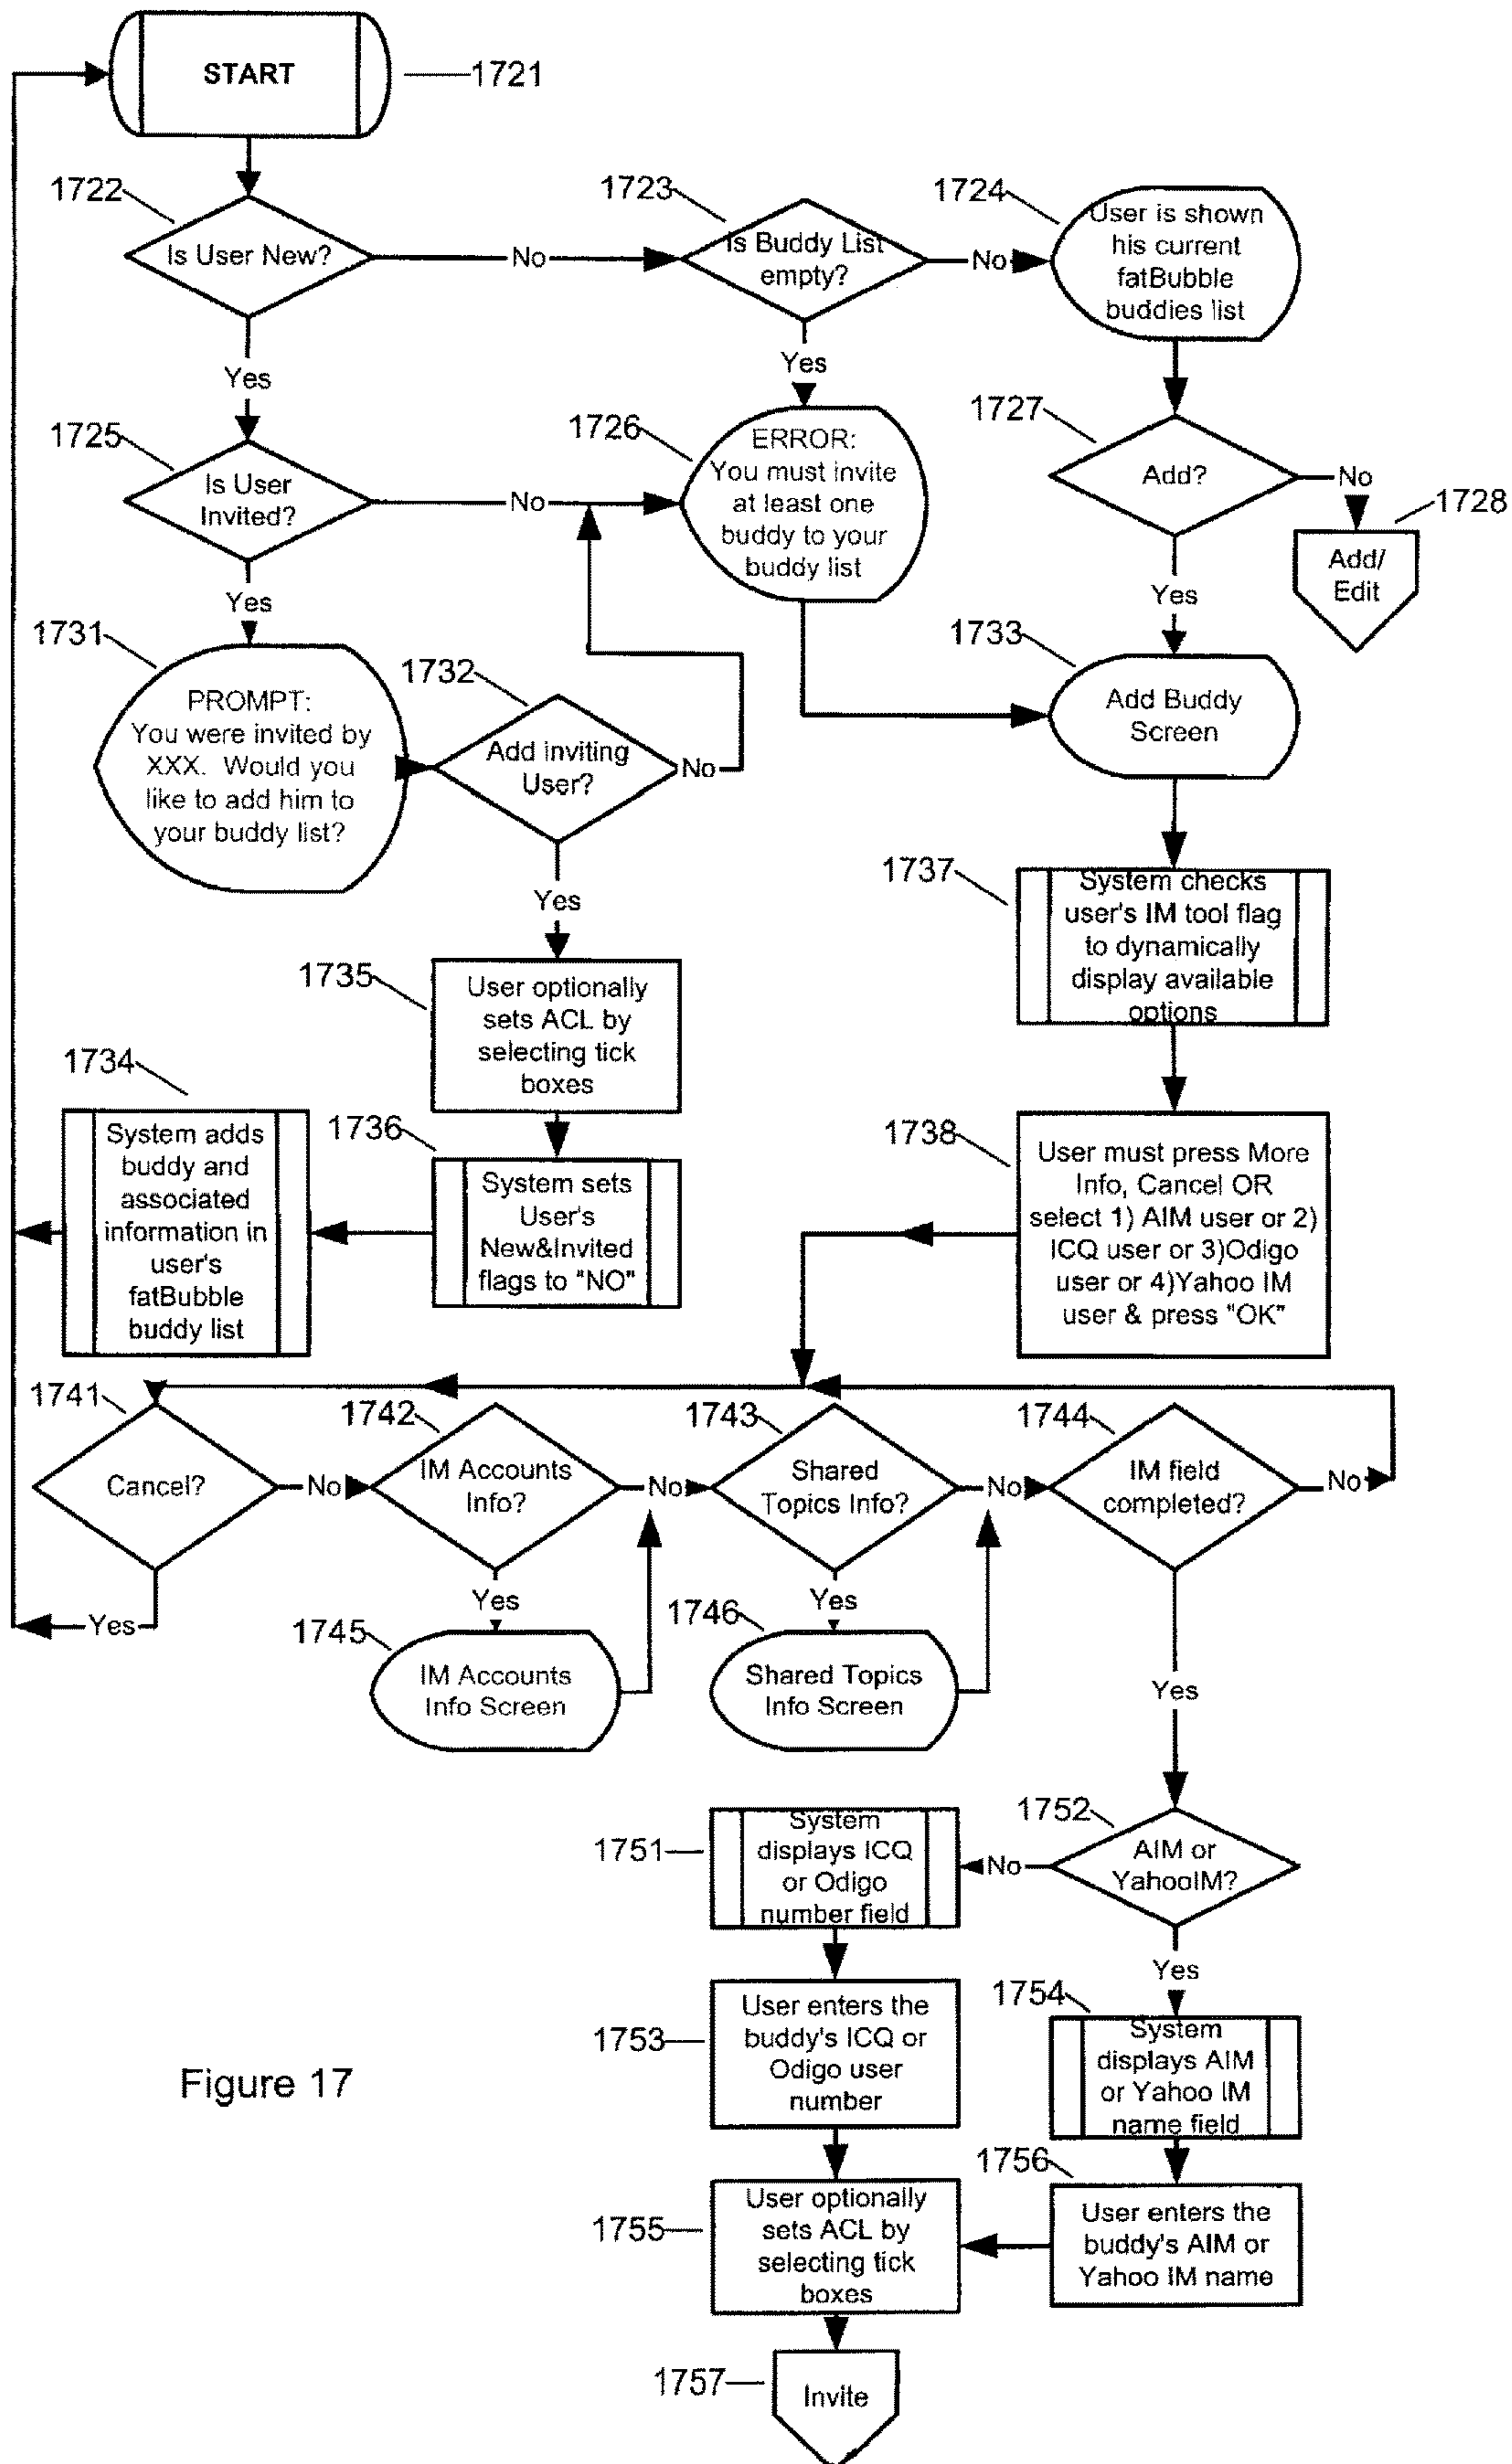 START
1721
1722
Is User New?
No
1723
Is Buddy List
empty?
No
1724
User is shown
his current
fatBubble
buddies list
Yes
Yes
1725
Is User
Invited?
No
1726
ERROR:
You must invite
at least one
buddy to your
buddy list
1727
Add?
No
1728
Add/
Edit
Yes
Yes
1731
PROMPT:
You were invited by
XXX. Would you
like to add him to
your buddy list?
1732
Add inviting
User?
No
1733
Add Buddy
Screen
Yes
1737
System checks
user's IM tool flag
to dynamically
display available
options
1735
User optionally
sets ACL by
selecting tick
boxes
1734
System adds
buddy and
associated
information in
user's
fatBubble
buddy list
1736
System sets
User's
New&Invited
flags to "NO"
1738
User must press More
Info, Cancel OR
select 1) AIM user or 2)
ICQ user or 3)Odigo
user or 4)Yahoo IM
user & press "OK"
1741
Cancel?
No
1742
IM Accounts
Info?
No
1743
Shared
Topics Info?
No
1744
IM field
completed?
No
Yes
Yes
Yes
1745
IM Accounts
Info Screen
1746
Shared Topics
Info Screen
Yes
1751
System
displays ICQ
or Odigo
number field
No
1752
AIM or
YahooIM?
Yes
1753
User enters the
buddy's ICQ or
Odigo user
number
1754
System
displays AIM
or Yahoo IM
name field
Figure 17
1755
User optionally
sets ACL by
selecting tick
boxes
1756
User enters the
buddy's AIM or
Yahoo IM name
1757
Invite